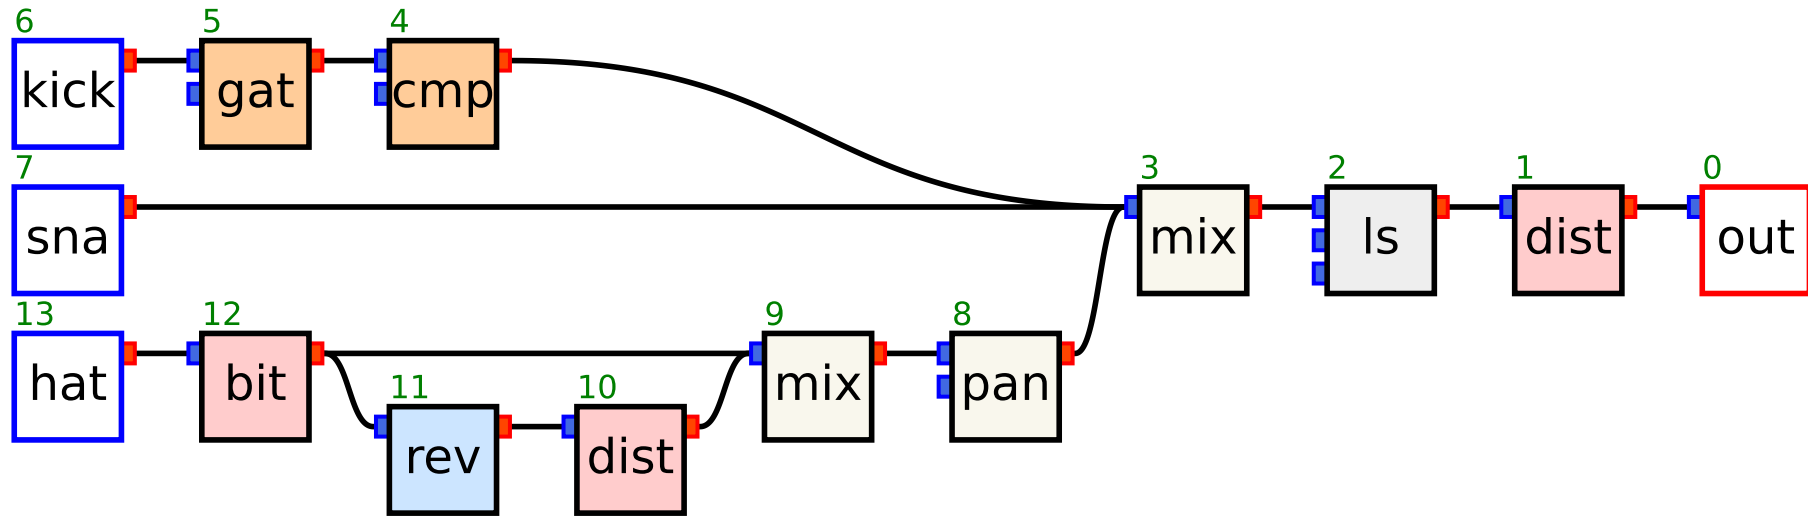 6 5 4
kick gat cmp
7 3 2 1 0
sna mix ls dist out
13 12 9 8
hat bit mix pan
11 10
rev dist